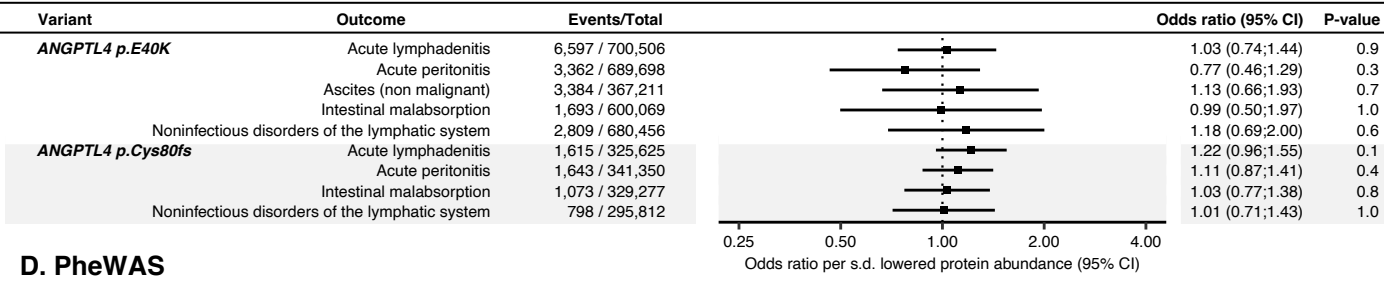 Variant Outcome Events/Total Odds ratio (95% CI) P-value
ANGPTL4 p.E40K Acute lymphadenitis 6,597 / 700,506 1.03 (0.74;1.44) 0.9
Acute peritonitis 3,362 / 689,698 0.77 (0.46;1.29) 0.3
Ascites (non malignant) 3,384 / 367,211 1.13 (0.66;1.93) 0.7
Intestinal malabsorption 1,693 / 600,069 0.99 (0.50;1.97) 1.0
Noninfectious disorders of the lymphatic system 2,809 / 680,456 1.18 (0.69;2.00) 0.6
ANGPTL4 p.Cys80fs Acute lymphadenitis 1,615 / 325,625 1.22 (0.96;1.55) 0.1
Acute peritonitis 1,643 / 341,350 1.11 (0.87;1.41) 0.4
Intestinal malabsorption 1,073 / 329,277 1.03 (0.77;1.38) 0.8
Noninfectious disorders of the lymphatic system 798 / 295,812 1.01 (0.71;1.43) 1.0
0.25 0.50 1.00 2.00 4.00
Odds ratio per s.d. lowered protein abundance (95% CI)
D. PheWAS